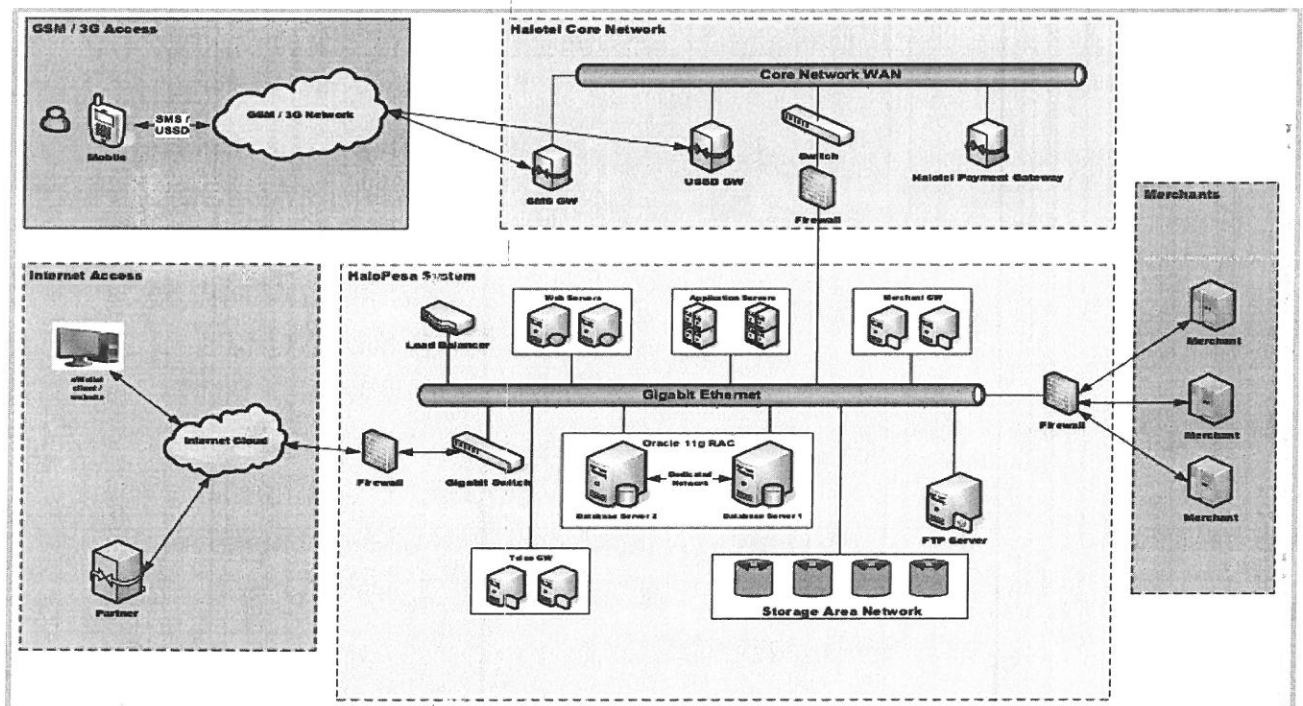 GSM / 3G Access
Mobile
SMS /
USSD
GSM / 3G Network
Halotel Core Network
Core Network WAN
SMS GW
USSD GW
Switch
Firewall
Halotel Payment Gateway
Merchants
Merchant
Merchant
Merchant
Internet Access
eWallet
client /
website
Internet Cloud
Partner
HaloPesa System
Load Balancer
Web Servers
Application Servers
Merchant GW
Gigabit Ethernet
Firewall
Gigabit Switch
Oracle 11g RAC
Dedicated
Network
Database Server 2
Database Server 1
FTP Server
Firewall
Telco GW
Storage Area Network